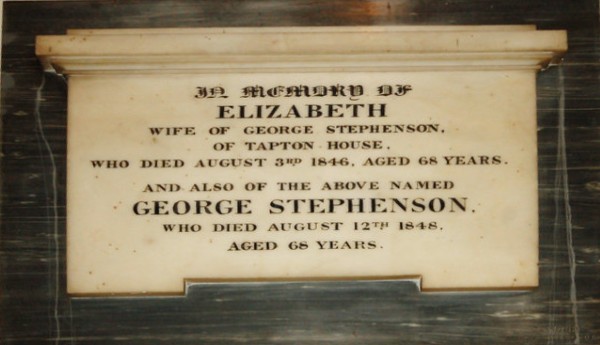 IN MEMORY OF
ELIZABETH
WIFE OF GEORGE STEPHENSON,
OF TAPTON HOUSE,
WHO DIED AUGUST 3RD 1846, AGED 68 YEARS.
AND ALSO OF THE ABOVE NAMED
GEORGE STEPHENSON,
WHO DIED AUGUST 12TH 1848,
AGED 68 YEARS.